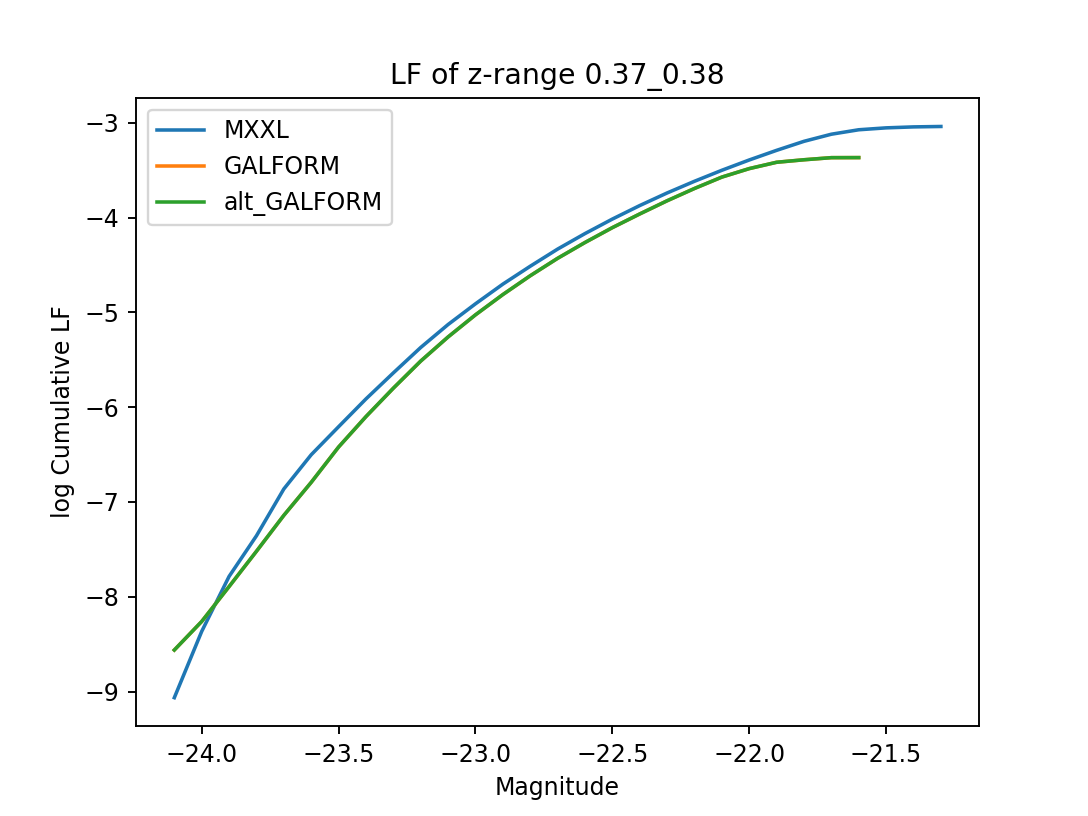 LF of z-range 0.37_0.38
MXXL
GALFORM
alt_GALFORM
log Cumulative LF
−3
−4
−5
−6
−7
−8
−9
−24.0
−23.5
−23.0
−22.5
−22.0
−21.5
Magnitude